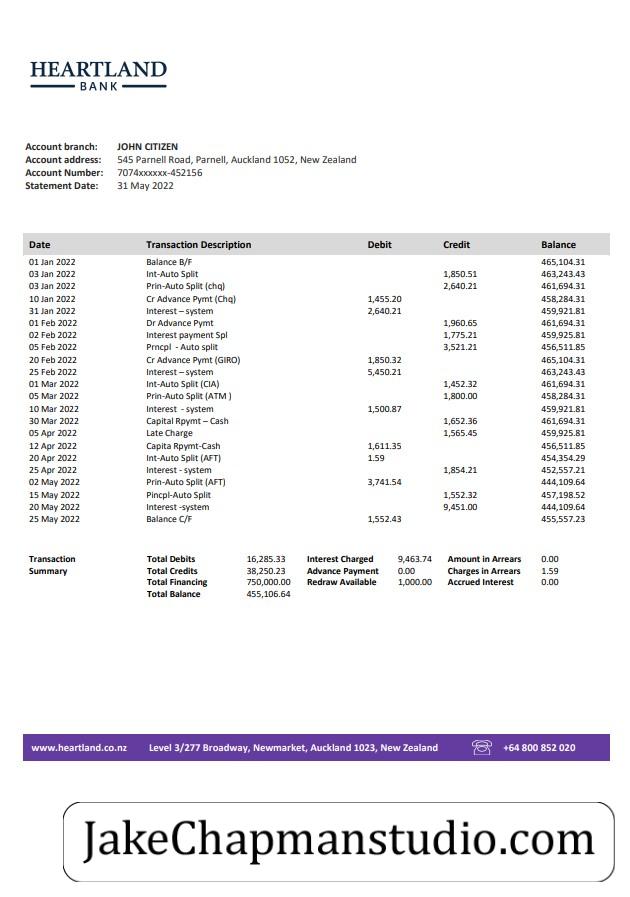 HEARTLAND
BANK
Account branch: JOHN CITIZEN
Account address: 545 Parnell Road, Parnell, Auckland 1052, New Zealand
Account Number: 7074xxxxxx-452156
Statement Date: 31 May 2022
Date Transaction Description Debit Credit Balance
01 Jan 2022 Balance B/F 465,104.31
03 Jan 2022 Int-Auto Split 1,850.51 463,243.43
03 Jan 2022 Prin-Auto Split (chq) 2,640.21 461,694.31
10 Jan 2022 Cr Advance Pymt (Chq) 1,455.20 458,284.31
31 Jan 2022 Interest – system 2,640.21 459,921.81
01 Feb 2022 Dr Advance Pymt 1,960.65 461,694.31
02 Feb 2022 Interest payment Spl 1,775.21 459,925.81
05 Feb 2022 Prncpl - Auto split 3,521.21 456,511.85
20 Feb 2022 Cr Advance Pymt (GIRO) 1,850.32 465,104.31
25 Feb 2022 Interest – system 5,450.21 463,243.43
01 Mar 2022 Int-Auto Split (CIA) 1,452.32 461,694.31
05 Mar 2022 Prin-Auto Split (ATM ) 1,800.00 458,284.31
10 Mar 2022 Interest - system 1,500.87 459,921.81
30 Mar 2022 Capital Rpymt – Cash 1,652.36 461,694.31
05 Apr 2022 Late Charge 1,565.45 459,925.81
12 Apr 2022 Capita Rpymt-Cash 1,611.35 456,511.85
20 Apr 2022 Int-Auto Split (AFT) 1.59 454,354.29
25 Apr 2022 Interest - system 1,854.21 452,557.21
02 May 2022 Prin-Auto Split (AFT) 3,741.54 444,109.64
15 May 2022 Pincpl-Auto Split 1,552.32 457,198.52
20 May 2022 Interest -system 9,451.00 444,109.64
25 May 2022 Balance C/F 1,552.43 455,557.23
Transaction Total Debits 16,285.33 Interest Charged 9,463.74 Amount in Arrears 0.00
Summary Total Credits 38,250.23 Advance Payment 0.00 Charges in Arrears 1.59
Total Financing 750,000.00 Redraw Available 1,000.00 Accrued Interest 0.00
Total Balance 455,106.64
www.heartland.co.nz Level 3/277 Broadway, Newmarket, Auckland 1023, New Zealand +64 800 852 020
JakeChapmanstudio.com